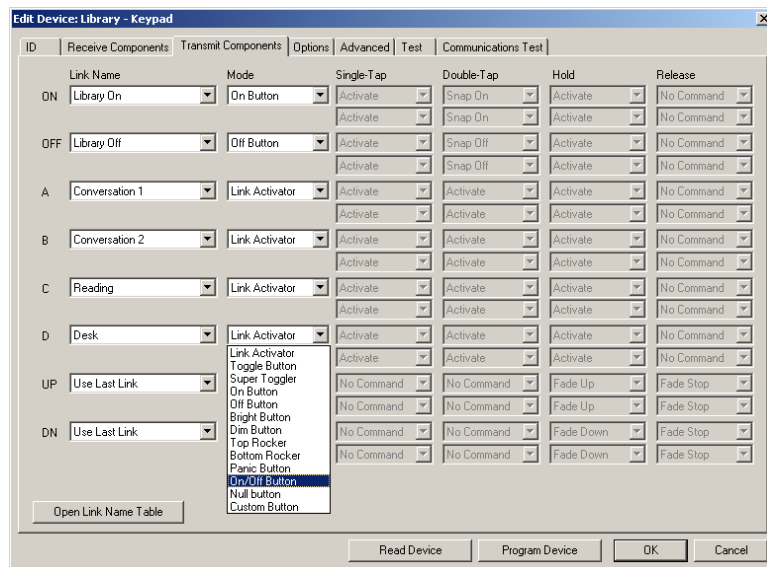 Edit Device: Library - Keypad
ID Receive Components Transmit Components Options Advanced Test Communications Test
Link Name Mode Single-Tap Double-Tap Hold Release
ON Library On On Button Activate Snap On Activate No Command
Activate Snap On Activate No Command
OFF Library Off Off Button Activate Snap Off Activate No Command
Activate Snap Off Activate No Command
A Conversation 1 Link Activator Activate Activate Activate No Command
Activate Activate Activate No Command
B Conversation 2 Link Activator Activate Activate Activate No Command
Activate Activate Activate No Command
C Reading Link Activator Activate Activate Activate No Command
Activate Activate Activate No Command
D Desk Link Activator Activate Activate Activate No Command
Activate Activate Activate No Command
UP Use Last Link No Command No Command Fade Up Fade Stop
No Command No Command Fade Up Fade Stop
DN Use Last Link No Command No Command Fade Down Fade Stop
No Command No Command Fade Down Fade Stop
Link Activator
Toggle Button
Super Toggler
On Button
Off Button
Bright Button
Dim Button
Top Rocker
Bottom Rocker
Panic Button
On/Off Button
Null button
Custom Button
Open Link Name Table
Read Device Program Device OK Cancel